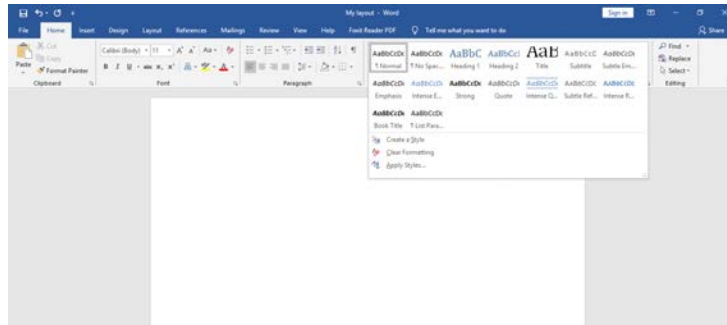 My layout - Word
Sign in
File Home Insert Design Layout References Mailings Review View Help Foxit Reader PDF Tell me what you want to do Share
Cut
Copy
Paste
Format Painter
Clipboard
Calibri (Body) 11
Font
Paragraph
AaBbCcDc AaBbCcDc AaBbC AaBbCcI AaB AaBbCcC AaBbCcDc
¶ Normal ¶ No Spac... Heading 1 Heading 2 Title Subtitle Subtle Em...
AaBbCcDc AaBbCcDc AaBbCcDc AaBbCcDc AaBbCcDc AaBbCcDc AaBbCcDc
Emphasis Intense E... Strong Quote Intense Q... Subtle Ref... Intense R...
AaBbCcDc AaBbCcDc
Book Title ¶ List Para...
Create a Style
Clear Formatting
Apply Styles...
Find
Replace
Select
Editing